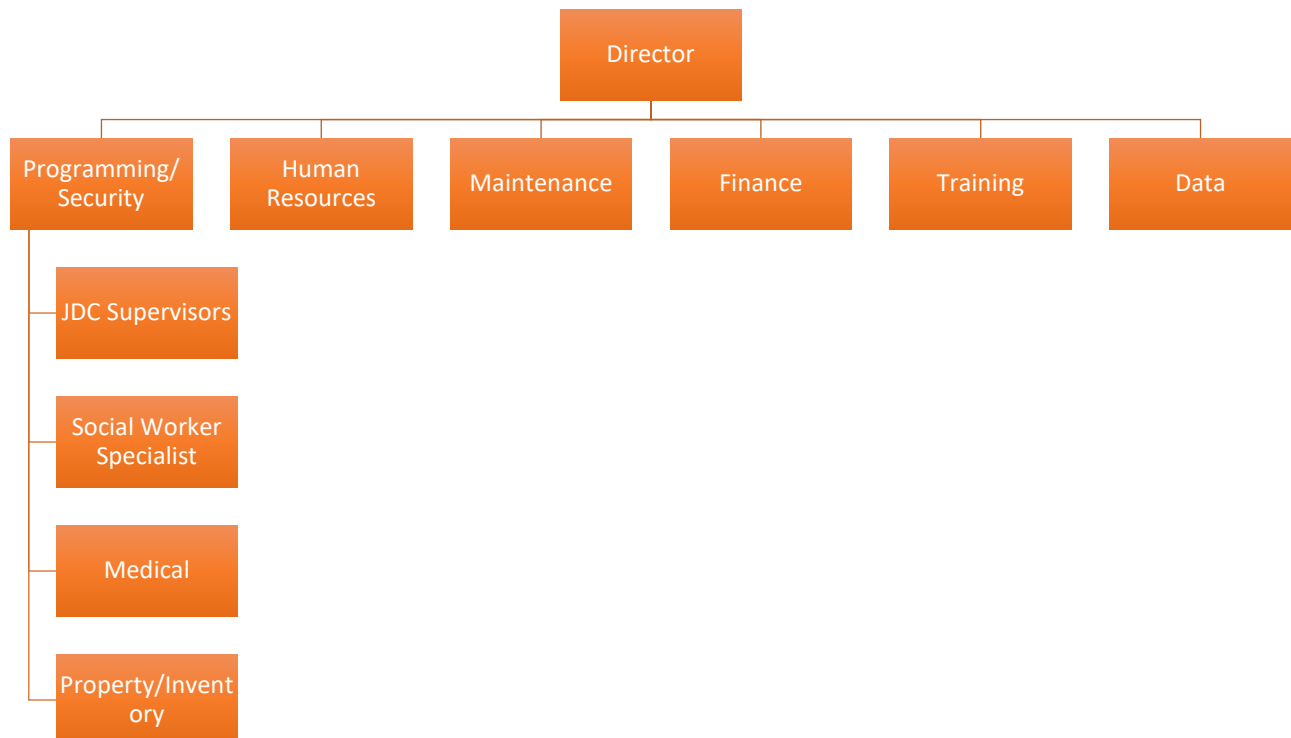 Director
Programming/
Security
Human
Resources
Maintenance
Finance
Training
Data
JDC Supervisors
Social Worker
Specialist
Medical
Property/Invent
ory